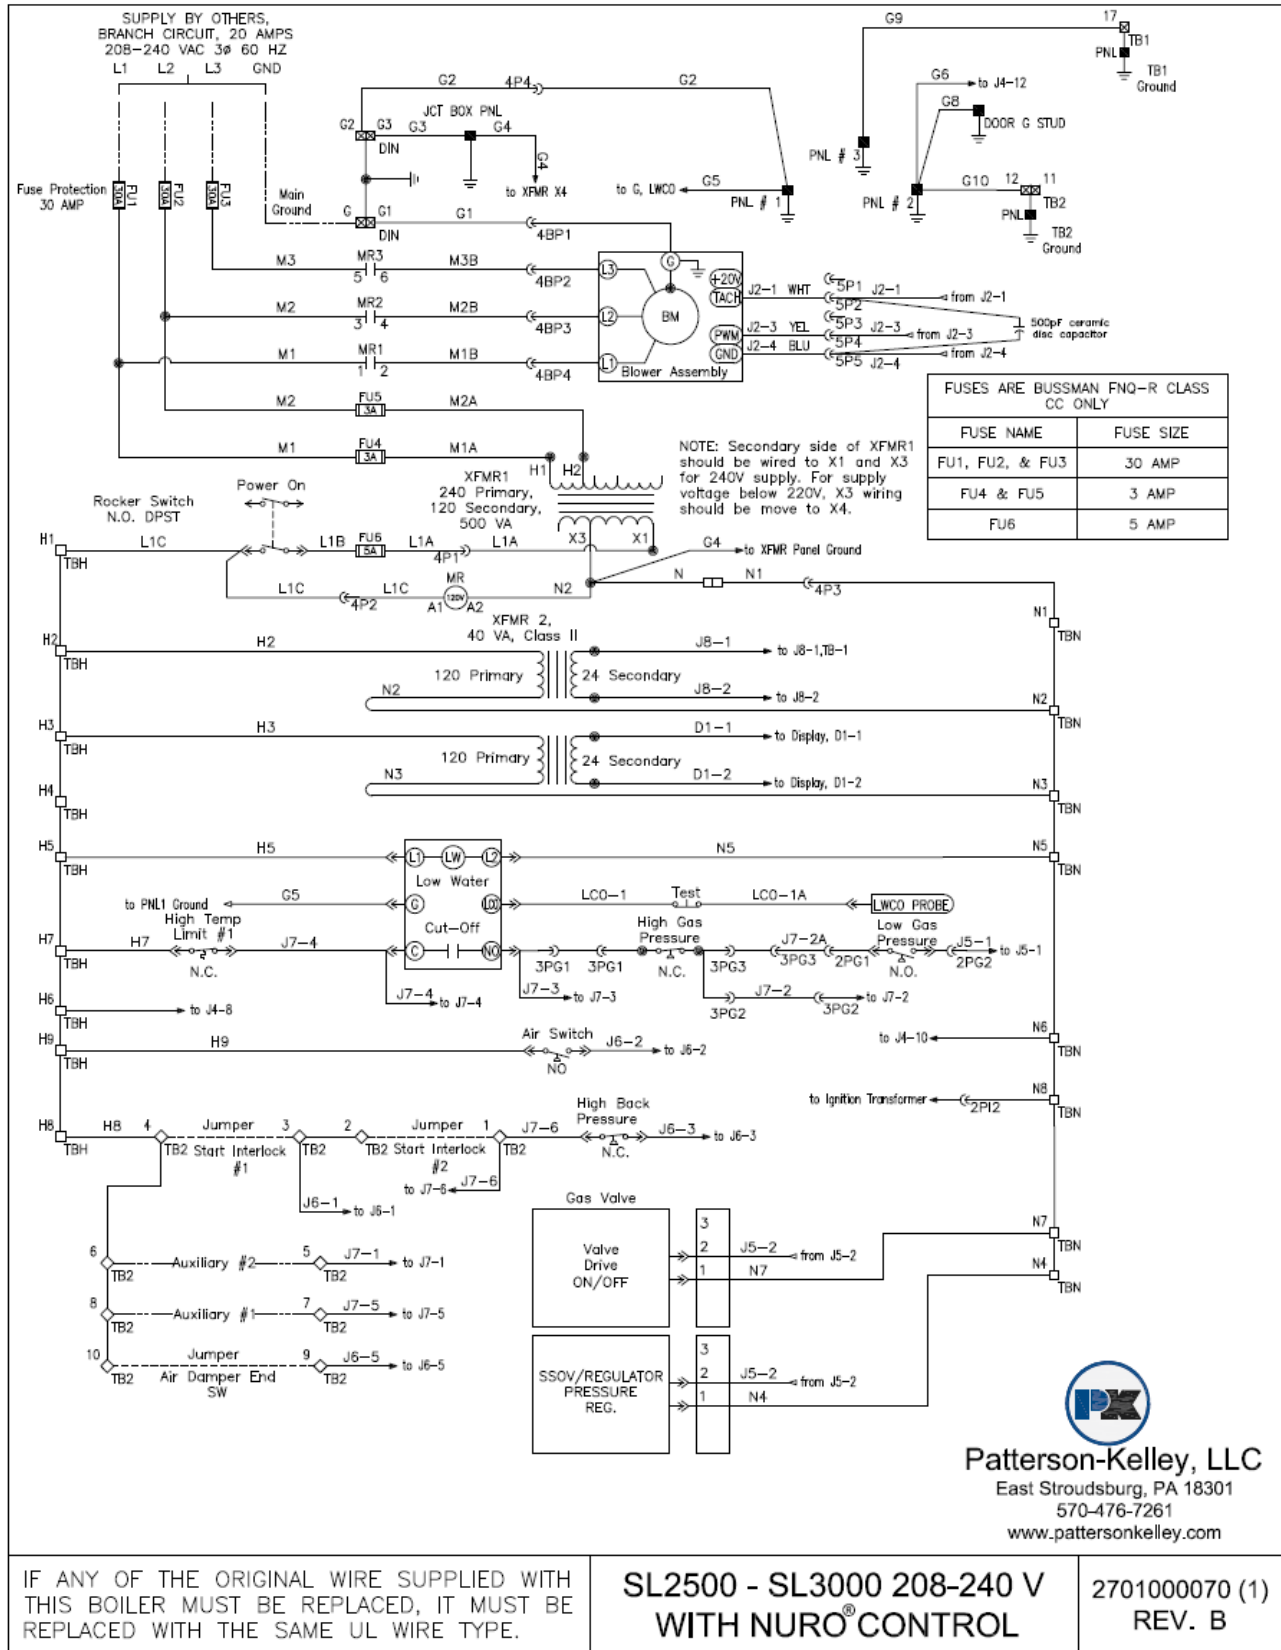 SUPPLY BY OTHERS,
BRANCH CIRCUIT, 20 AMPS
208-240 VAC 3ø 60 HZ
L1 L2 L3 GND
G9
17
TB1
PNL
TB1
Ground
G2 4P4 G2
G6
to J4-12
G8
DOOR G STUD
JCT BOX PNL
G2 G3 G3 G4
DIN
G4
to XFMR X4
PNL # 3
G10 12 11
TB2
PNL
PNL # 2
TB2
Ground
to G, LWCO G5
PNL # 1
Fuse Protection
30 AMP
30A FU1
30A FU2
30A FU3
Main
Ground
G G1 G1
DIN
4BP1
M3 MR3 M3B
5 6
4BP2
M2 MR2 M2B
3 4
4BP3
M1 MR1 M1B
1 2
4BP4
G
L3
L2
L1
BM
Blower Assembly
+20V
TACH
PWM
GND
J2-1 WHT
J2-3 YEL
J2-4 BLU
5P1 J2-1
5P2
5P3 J2-3
5P4
5P5 J2-4
from J2-1
from J2-3
from J2-4
500pF ceramic
disc capacitor
M2 FU5 M2A
3A
M1 FU4 M1A
3A
FUSES ARE BUSSMAN FNQ-R CLASS
CC ONLY
FUSE NAME FUSE SIZE
FU1, FU2, & FU3 30 AMP
FU4 & FU5 3 AMP
FU6 5 AMP
NOTE: Secondary side of XFMR1
should be wired to X1 and X3
for 240V supply. For supply
voltage below 220V, X3 wiring
should be move to X4.
H1 H2
XFMR1
240 Primary,
120 Secondary,
500 VA
X3 X1
Rocker Switch
N.O. DPST
Power On
H1
TBH
L1C L1B FU6 L1A L1A
5A
4P1
G4
to XFMR Panel Ground
L1C 4P2 L1C MR N2
120V
A1 A2
N N1
4P3
N1
TBN
XFMR 2,
40 VA, Class II
H2
TBH
H2
120 Primary
24 Secondary
J8-1
to J8-1,TB-1
N2
J8-2
to J8-2
N2
TBN
H3
TBH
H3
120 Primary
24 Secondary
D1-1
to Display, D1-1
N3
D1-2
to Display, D1-2
N3
TBN
H4
TBH
H5
TBH
H5
L1 LW L2
N5
N5
TBN
Low Water
Cut-Off
to PNL1 Ground G5
G
LCO-1 Test LCO-1A
LWCO PROBE
H7
TBH
H7
High Temp
Limit #1
N.C.
J7-4
C NO
3PG1 3PG1
High Gas
Pressure
N.C.
3PG3 J7-2A 3PG3 2PG1
Low Gas
Pressure
N.O.
J5-1
2PG2
to J5-1
J7-4
to J7-4
J7-3
to J7-3
3PG2 J7-2 3PG2
to J7-2
H6
TBH
to J4-8
to J4-10
N6
TBN
H9
TBH
H9
Air Switch
NO
J6-2
to J6-2
to Ignition Transformer
2PI2
N8
TBN
H8
TBH
H8 4 Jumper 3 2 Jumper 1 J7-6
TB2 Start Interlock TB2 TB2 Start Interlock TB2
#1 #2
High Back
Pressure
N.C.
J6-3
to J6-3
J6-1
to J6-1
J7-6
to J7-6
6 Auxiliary #2 5 J7-1 to J7-1
TB2 TB2
8 Auxiliary #1 7 J7-5 to J7-5
TB2 TB2
10 Jumper 9 J6-5 to J6-5
TB2 Air Damper End TB2
SW
Gas Valve
Valve
Drive
ON/OFF
3
2 J5-2 from J5-2
1 N7
N7
TBN
N4
TBN
SSOV/REGULATOR
PRESSURE
REG.
3
2 J5-2 from J5-2
1 N4
PK
Patterson-Kelley, LLC
East Stroudsburg, PA 18301
570-476-7261
www.pattersonkelley.com
IF ANY OF THE ORIGINAL WIRE SUPPLIED WITH
THIS BOILER MUST BE REPLACED, IT MUST BE
REPLACED WITH THE SAME UL WIRE TYPE.
SL2500 - SL3000 208-240 V
WITH NURO® CONTROL
2701000070 (1)
REV. B